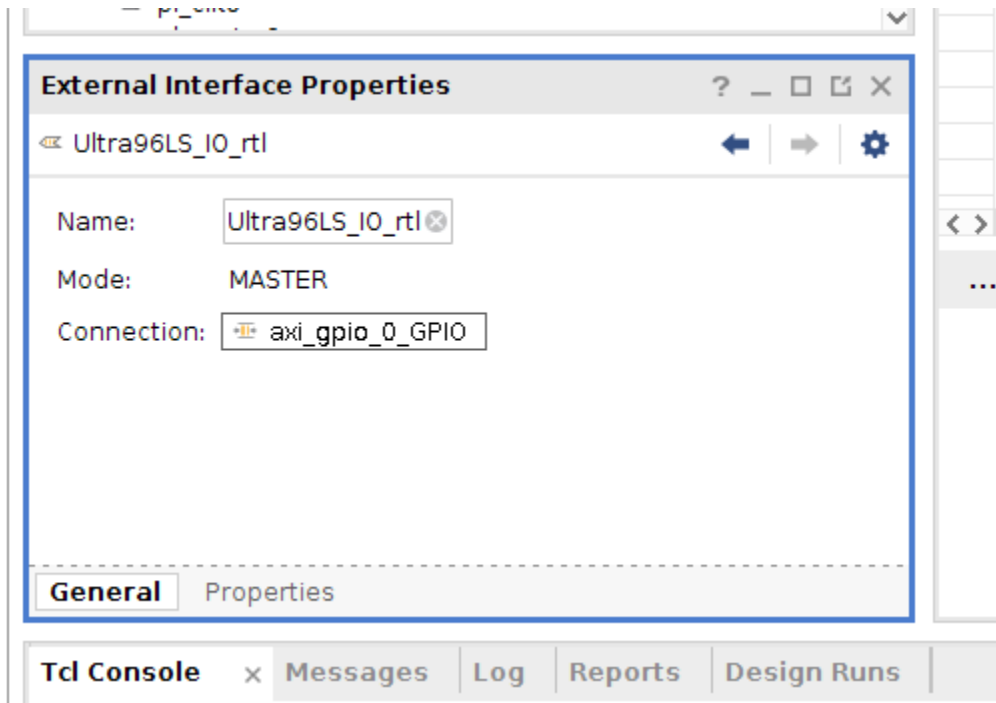 External Interface Properties
Ultra96LS_IO_rtl
Name: Ultra96LS_IO_rtl
Mode: MASTER
Connection: axi_gpio_0_GPIO
...
General Properties
Tcl Console Messages Log Reports Design Runs